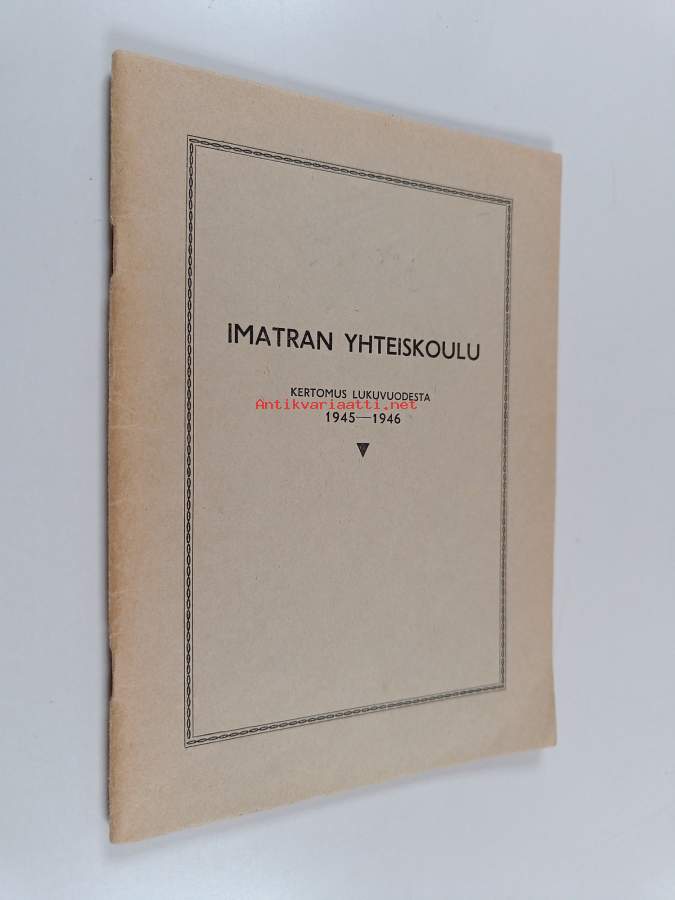 IMATRAN YHTEISKOULU
KERTOMUS LUKUVUODESTA
Antikvariaatti.net
1945—1946